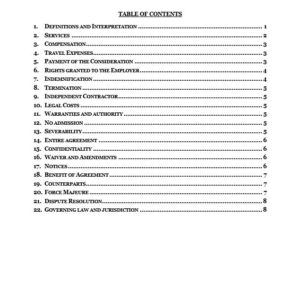 TABLE OF CONTENTS
1. Definitions and Interpretation ........ 1
2. Services ........ 2
3. Compensation ........ 3
4. Travel Expenses ........ 3
5. Payment of the Consideration ........ 3
6. Rights granted to the Employer ........ 4
7. Indemnification ........ 4
8. Termination ........ 5
9. Independent Contractor ........ 5
10. Legal Costs ........ 5
11. Warranties and authority ........ 5
12. No admission ........ 5
13. Severability ........ 5
14. Entire agreement ........ 6
15. Confidentiality ........ 6
16. Waiver and Amendments ........ 6
17. Notices ........ 6
18. Benefit of Agreement ........ 7
19. Counterparts ........ 7
20. Force Majeure ........ 7
21. Dispute Resolution ........ 8
22. Governing law and jurisdiction ........ 8